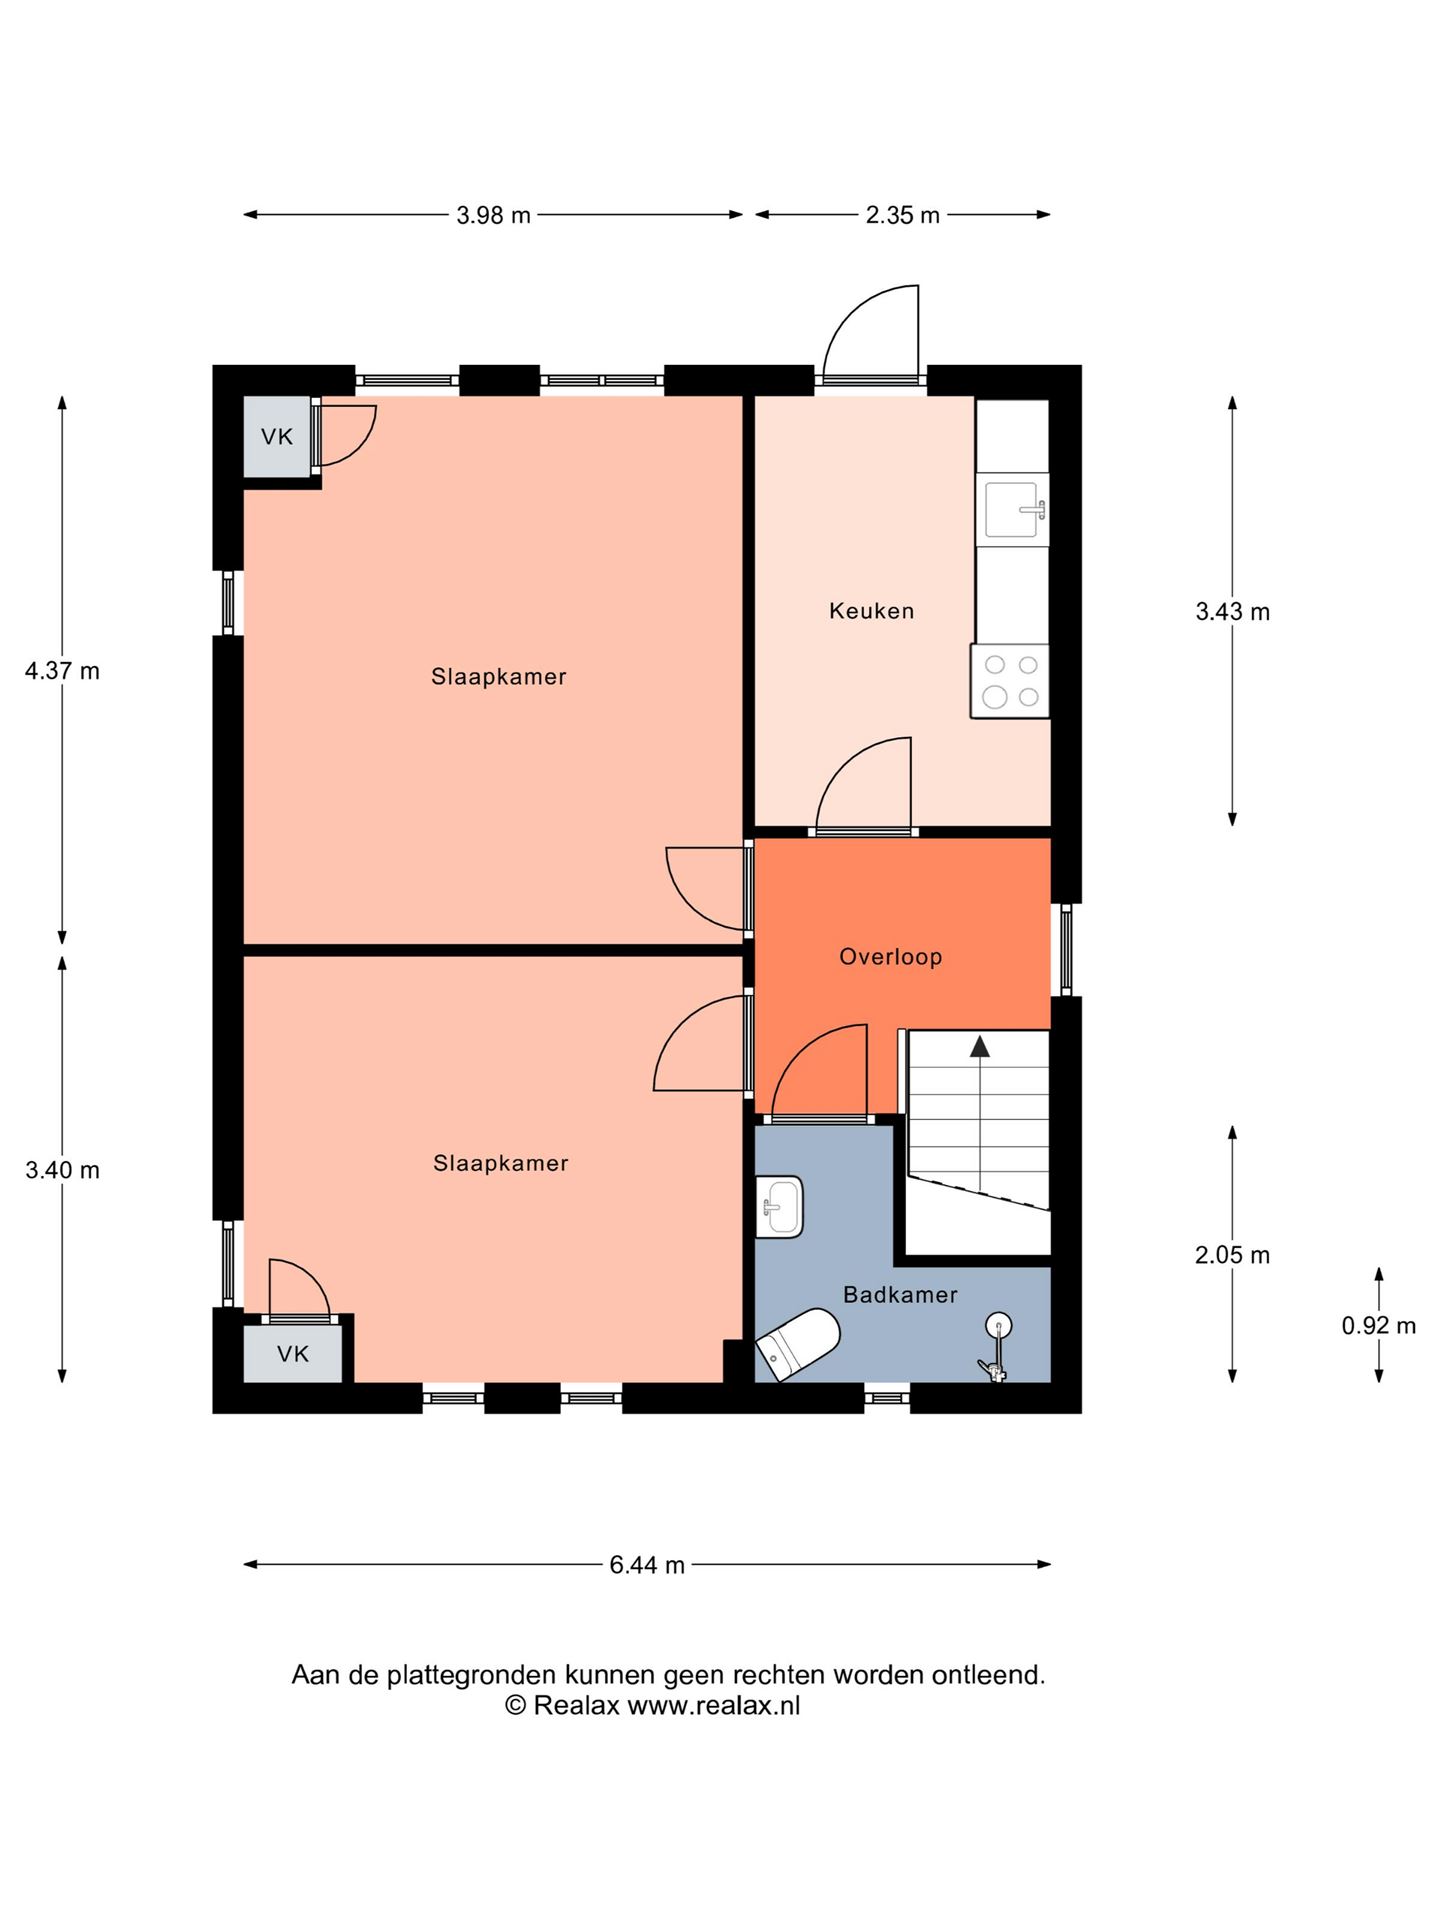 3.98 m
2.35 m
VK
Keuken
3.43 m
4.37 m
Slaapkamer
Overloop
Slaapkamer
3.40 m
2.05 m
Badkamer
0.92 m
VK
6.44 m
Aan de plattegronden kunnen geen rechten worden ontleend.
© Realax www.realax.nl